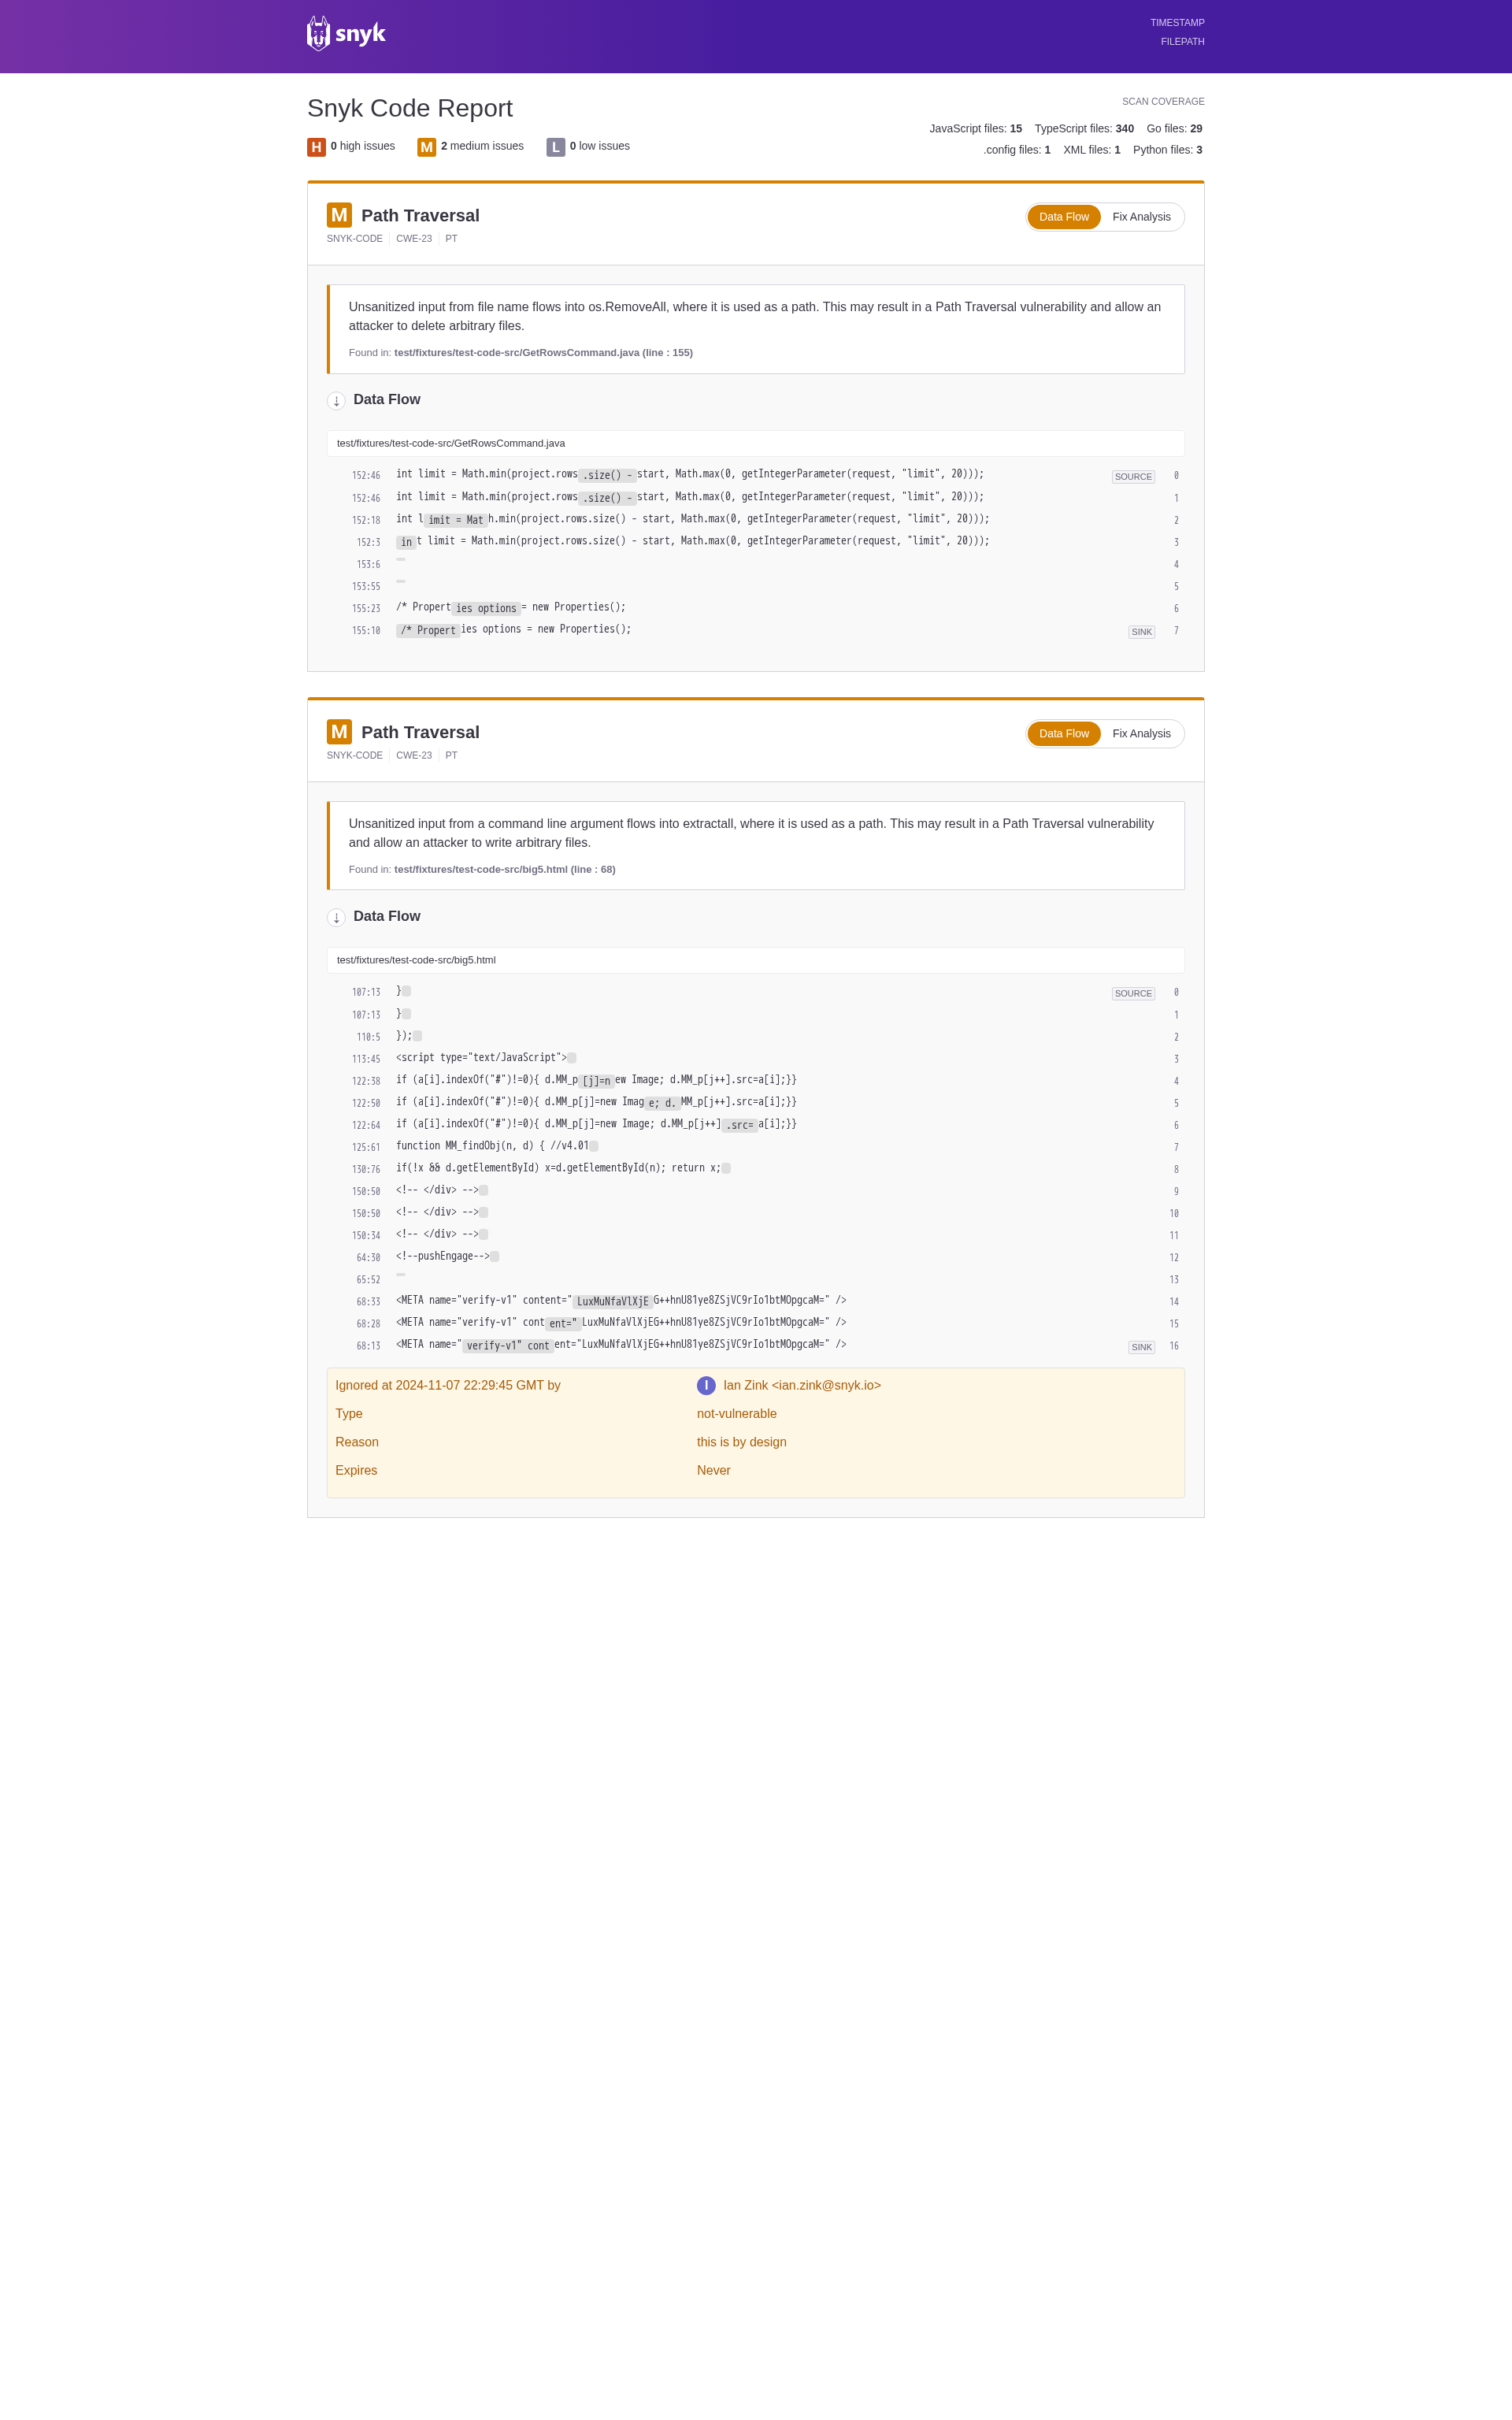 snyk
TIMESTAMP
FILEPATH
Snyk Code Report
SCAN COVERAGE
H 0 high issues M 2 medium issues L 0 low issues
JavaScript files: 15 TypeScript files: 340 Go files: 29
.config files: 1 XML files: 1 Python files: 3
M Path Traversal
Data Flow Fix Analysis
SNYK-CODE CWE-23 PT
Unsanitized input from file name flows into os.RemoveAll, where it is used as a path. This may result in a Path Traversal vulnerability and allow an
attacker to delete arbitrary files.
Found in: test/fixtures/test-code-src/GetRowsCommand.java (line : 155)
Data Flow
test/fixtures/test-code-src/GetRowsCommand.java
152:46 int limit = Math.min(project.rows.size() - start, Math.max(0, getIntegerParameter(request, "limit", 20))); SOURCE 0
152:46 int limit = Math.min(project.rows.size() - start, Math.max(0, getIntegerParameter(request, "limit", 20))); 1
152:18 int limit = Math.min(project.rows.size() - start, Math.max(0, getIntegerParameter(request, "limit", 20))); 2
152:3 int limit = Math.min(project.rows.size() - start, Math.max(0, getIntegerParameter(request, "limit", 20))); 3
153:6 4
153:55 5
155:23 /* Properties options = new Properties(); 6
155:10 /* Properties options = new Properties(); SINK 7
M Path Traversal
Data Flow Fix Analysis
SNYK-CODE CWE-23 PT
Unsanitized input from a command line argument flows into extractall, where it is used as a path. This may result in a Path Traversal vulnerability
and allow an attacker to write arbitrary files.
Found in: test/fixtures/test-code-src/big5.html (line : 68)
Data Flow
test/fixtures/test-code-src/big5.html
107:13 } SOURCE 0
107:13 } 1
110:5 }); 2
113:45 <script type="text/JavaScript"> 3
122:38 if (a[i].indexOf("#")!=0){ d.MM_p[j]=new Image; d.MM_p[j++].src=a[i];}} 4
122:50 if (a[i].indexOf("#")!=0){ d.MM_p[j]=new Image; d.MM_p[j++].src=a[i];}} 5
122:64 if (a[i].indexOf("#")!=0){ d.MM_p[j]=new Image; d.MM_p[j++].src=a[i];}} 6
125:61 function MM_findObj(n, d) { //v4.01 7
130:76 if(!x && d.getElementById) x=d.getElementById(n); return x; 8
150:50 <!-- </div> --> 9
150:50 <!-- </div> --> 10
150:34 <!-- </div> --> 11
64:30 <!--pushEngage--> 12
65:52 13
68:33 <META name="verify-v1" content="LuxMuNfaVlXjEG++hnU81ye8ZSjVC9rIo1btMOpgcaM=" /> 14
68:28 <META name="verify-v1" content="LuxMuNfaVlXjEG++hnU81ye8ZSjVC9rIo1btMOpgcaM=" /> 15
68:13 <META name="verify-v1" content="LuxMuNfaVlXjEG++hnU81ye8ZSjVC9rIo1btMOpgcaM=" /> SINK 16
Ignored at 2024-11-07 22:29:45 GMT by I Ian Zink <ian.zink@snyk.io>
Type not-vulnerable
Reason this is by design
Expires Never